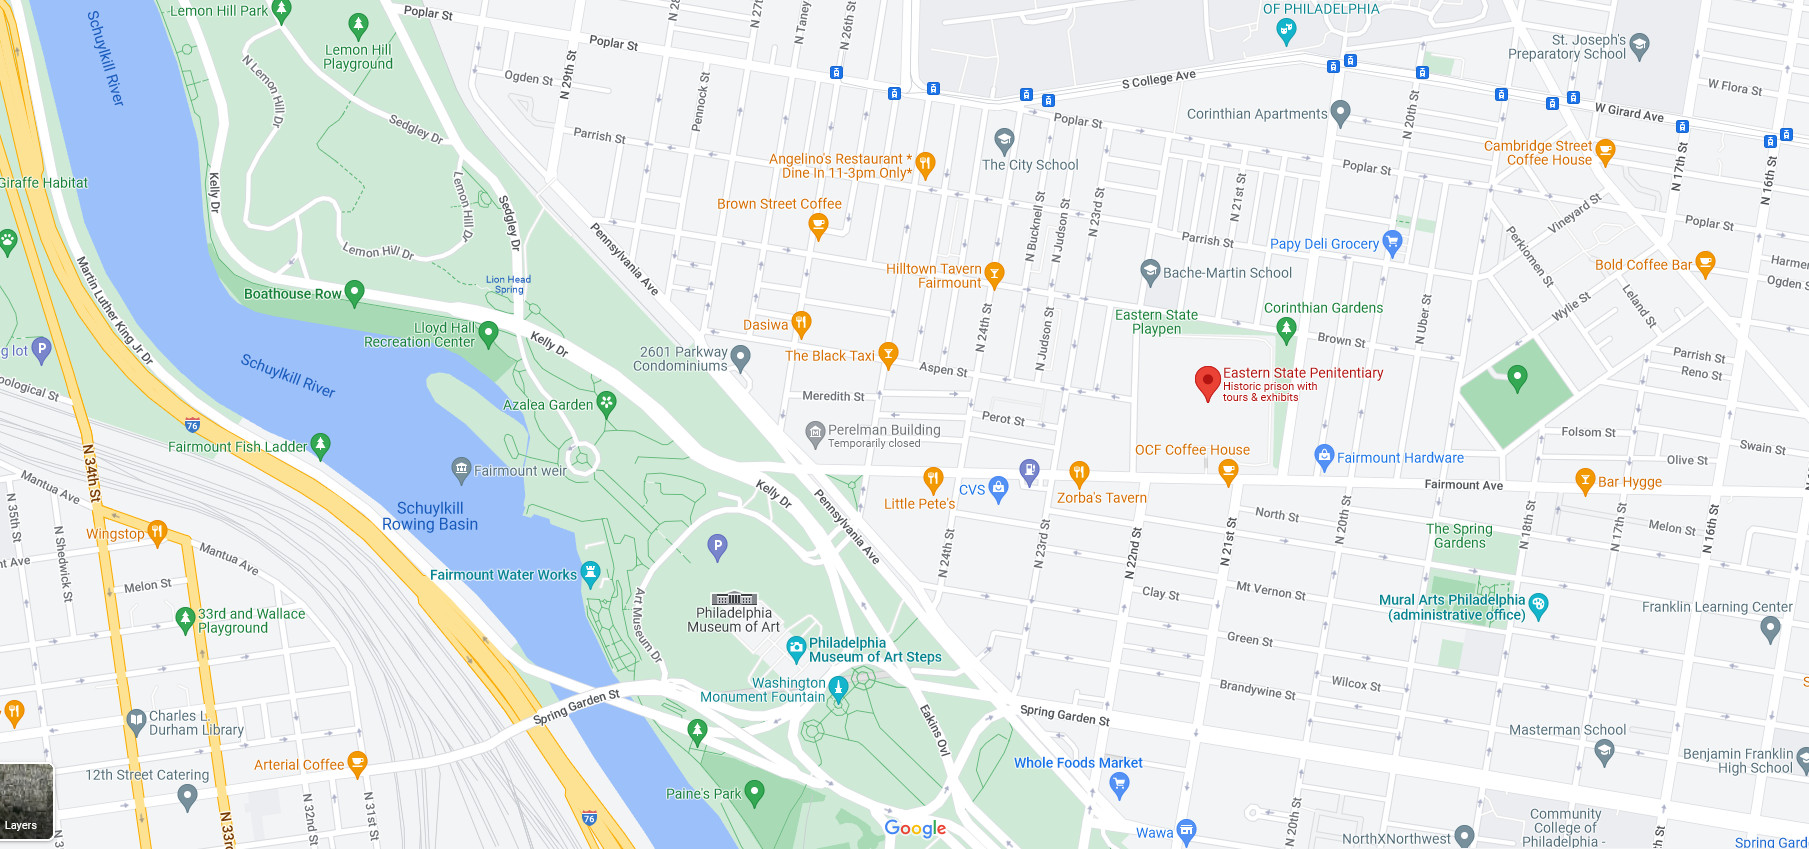 Lemon Hill Park
Poplar St
N 26th St
OF PHILADELPHIA
St. Joseph's
Preparatory School
Schuylkill River
Lemon Hill
Playground
N Lemon Hill Dr
Poplar St
N 29th St
Ogden St
Pennock St
N Taney
N 27t
N 28
S College Ave
W Girard Ave
W Flora St
Sedgley Dr
Parrish St
Poplar St
Corinthian Apartments
N 20th St
Cambridge Street
Coffee House
N 17th St
N 16th St
Angelino's Restaurant *
Dine In 11-3pm Only*
The City School
Poplar St
Giraffe Habitat
Kelly Dr
Lemon Hill Dr
Sedgley Dr
Brown Street Coffee
N Bucknell St
N Judson St
N 23rd St
N 21st St
Vineyard St
Perkiomen St
Poplar St
Parrish St
Papy Deli Grocery
Pennsylvania Ave
Lemon Hill Dr
Martin Luther King Jr Dr
Lion Head
Spring
Hilltown Tavern
Fairmount
Bache-Martin School
Bold Coffee Bar
Harmer
Ogden S
Leland St
Wylie St
Boathouse Row
Eastern State
Playpen
Corinthian Gardens
N Uber St
Lloyd Hall
Recreation Center
Kelly Dr
Dasiwa
N 24th St
N Judson St
Brown St
g lot
2601 Parkway
Condominiums
The Black Taxi
Aspen St
Parrish St
Reno St
Schuylkill River
oological St
76
Eastern State Penitentiary
Historic prison with
tours & exhibits
Azalea Garden
Meredith St
Perot St
Perelman Building
Temporarily closed
Fairmount Fish Ladder
Fairmount weir
OCF Coffee House
Fairmount Hardware
Folsom St
Swain St
Olive St
N 34th St
Mantua Ave
N 35th St
Kelly Dr
Pennsylvania Ave
Little Pete's
CVS
Zorba's Tavern
Fairmount Ave
Bar Hygge
Schuylkill
Rowing Basin
North St
N 20th St
The Spring
Gardens
N 18th St
N 17th St
Melon St
N 16th St
Wingstop
N Shedwick St
Mantua Ave
nt Ave
N 24th St
N 23rd St
N 22nd St
N 21st St
Fairmount Water Works
Melon St
Art Museum Dr
Philadelphia
Museum of Art
Clay St
Mt Vernon St
Mural Arts Philadelphia
(administrative office)
Franklin Learning Center
33rd and Wallace
Playground
Philadelphia
Museum of Art Steps
Green St
Washington
Monument Fountain
Brandywine St
Wilcox St
Spring Garden St
Spring Garden St
Charles L.
Durham Library
Eakins Ovl
Masterman School
Benjamin Franklin
High School
Arterial Coffee
12th Street Catering
Whole Foods Market
Paine's Park
N 32nd St
N 31st St
N 33r
N 3
Layers
76
Google
Wawa
N 20th St
NorthXNorthwest
Community
College of
Philadelphia -
Spring Gard